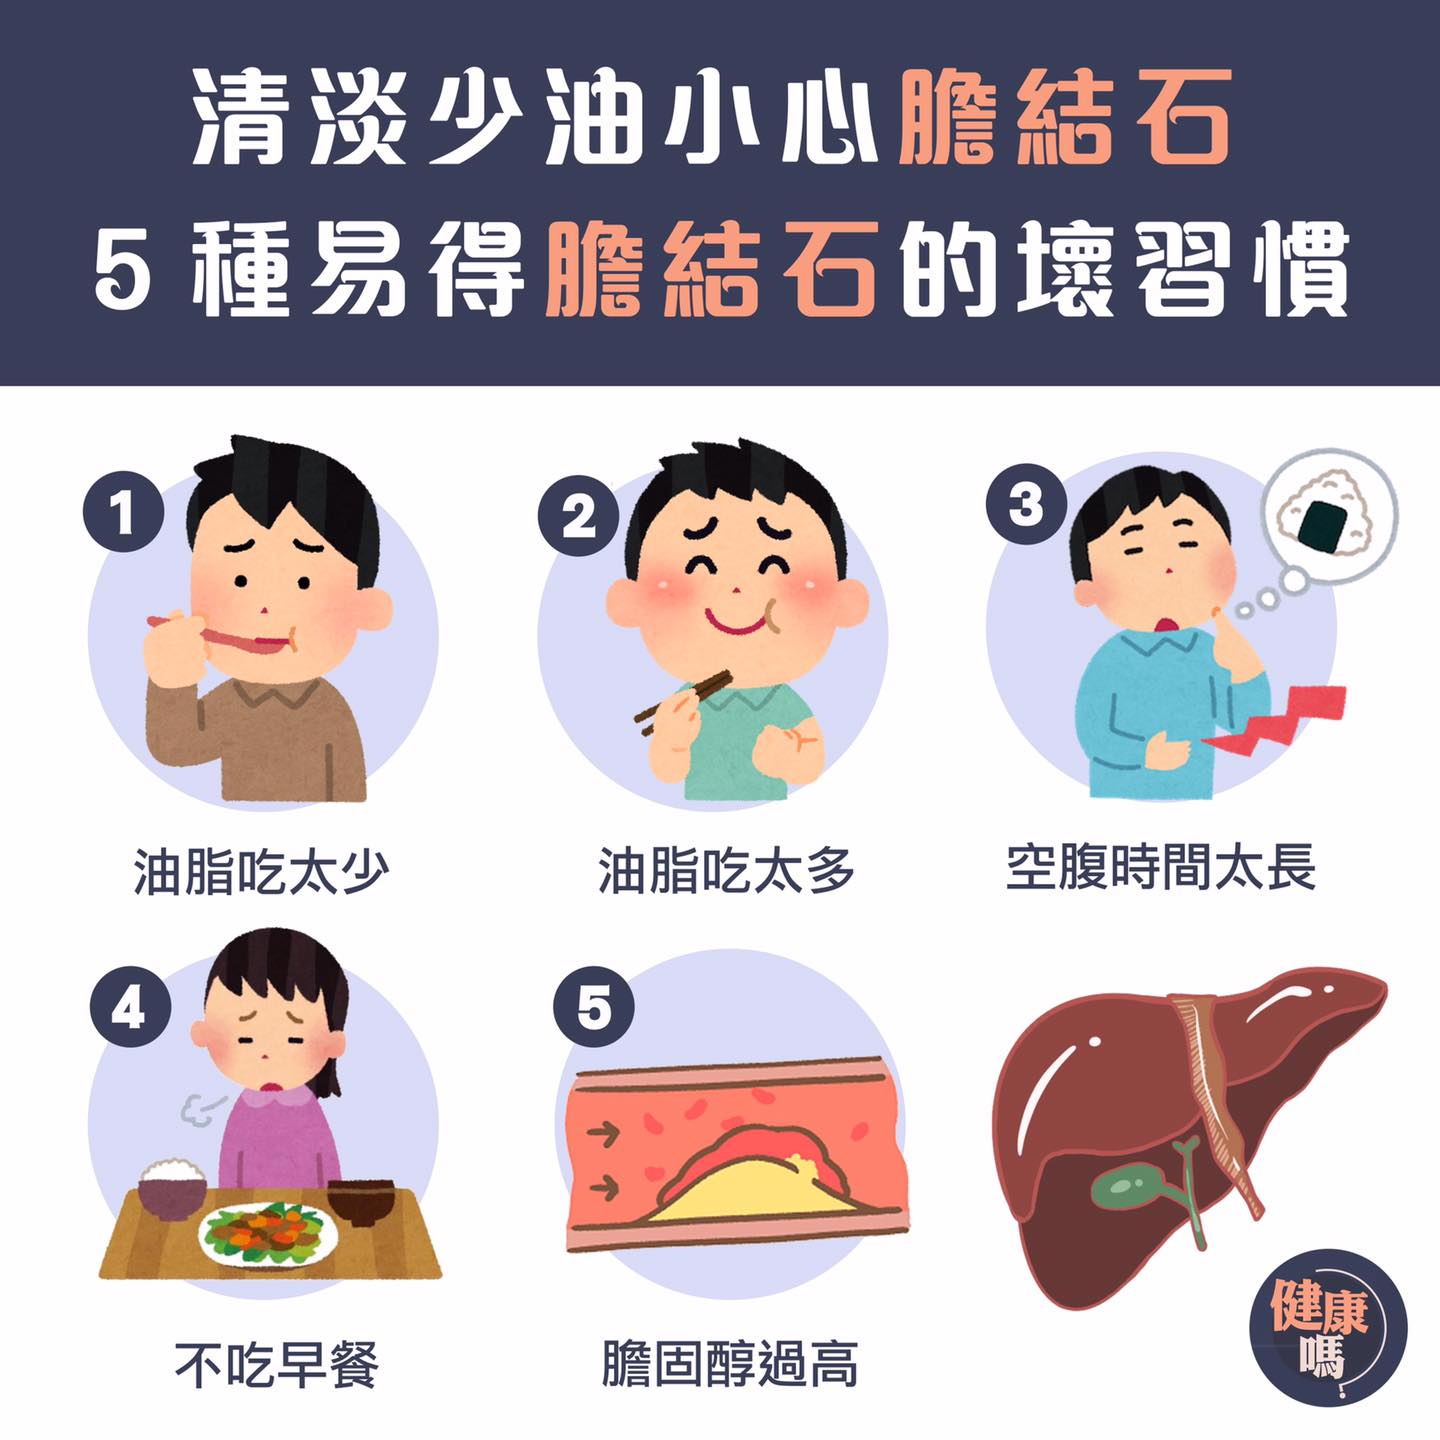 清淡少油小心膽結石
5種易得膽結石的壞習慣
1
油脂吃太少
2
油脂吃太多
3
空腹時間太長
4
不吃早餐
5
膽固醇過高
健康
嗎?